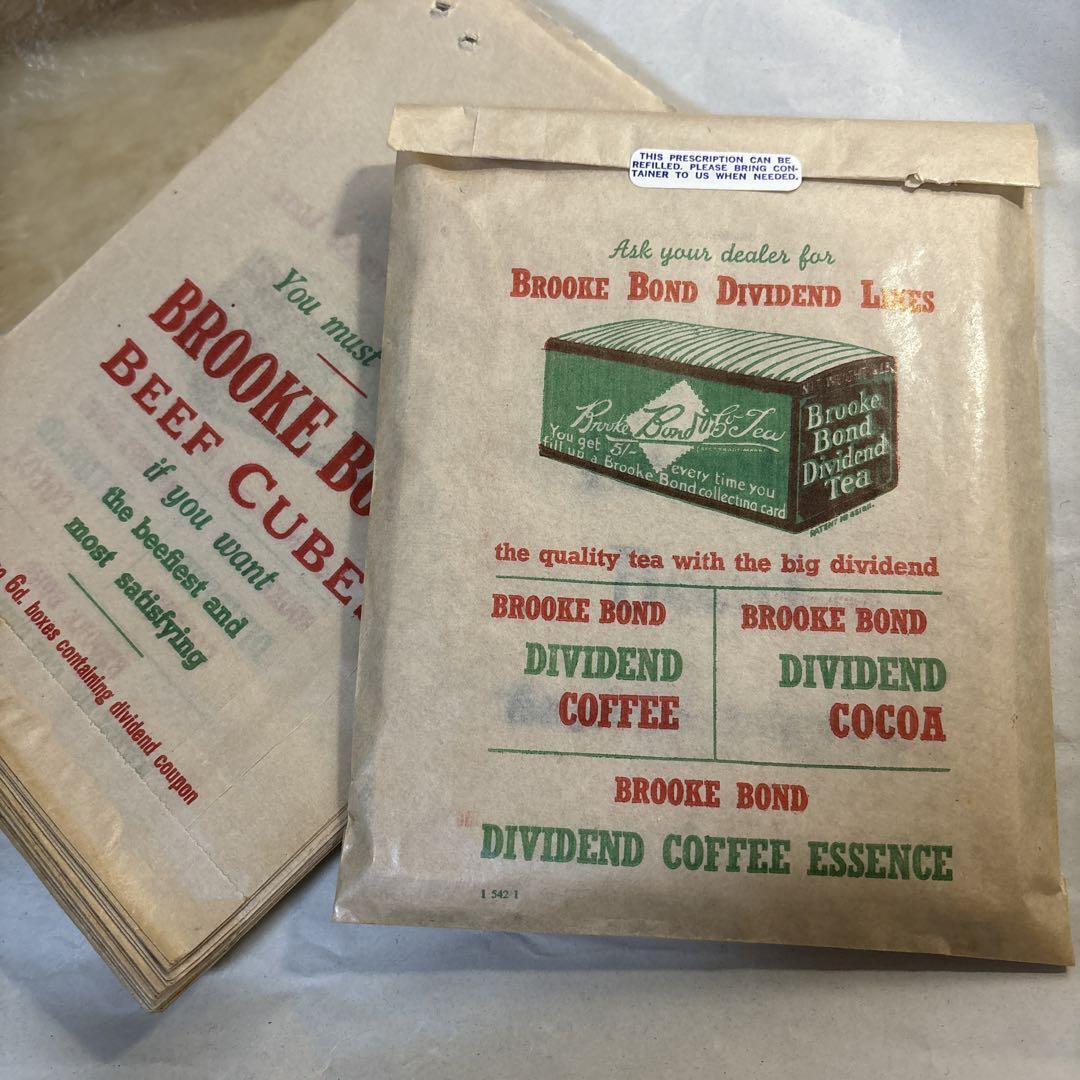 THIS PRESCRIPTION CAN BE
REFILLED. PLEASE BRING CON-
TAINER TO US WHEN NEEDED.
Ask your dealer for
BROOKE BOND DIVIDEND LINES
Brooke Bond & Co Tea
You get 5/- every time you
fill up a Brooke Bond collecting card
Brooke
Bond
Dividend
Tea
the quality tea with the big dividend
BROOKE BOND
DIVIDEND
COFFEE
BROOKE BOND
DIVIDEND
COCOA
BROOKE BOND
DIVIDEND COFFEE ESSENCE
1 542 1
You must
BROOKE BO
BEEF CUBE
if you want
the beefiest and
most satisfying
6d. boxes containing dividend coupon